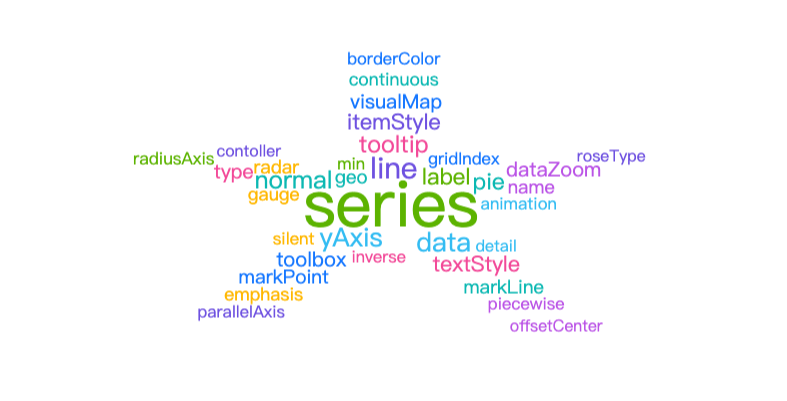 borderColor
continuous
visualMap
itemStyle
tooltip
radiusAxis
contoller
type
radar
normal
min
geo
line
gridIndex
label
pie
dataZoom
roseType
name
gauge
series
animation
silent
yAxis
data
detail
toolbox
inverse
textStyle
markPoint
markLine
emphasis
piecewise
parallelAxis
offsetCenter